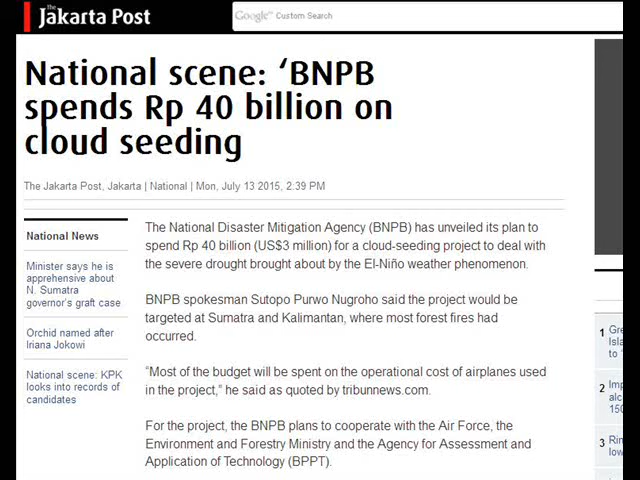 The Jakarta Post
Google™ Custom Search
National scene: ‘BNPB
spends Rp 40 billion on
cloud seeding
The Jakarta Post, Jakarta | National | Mon, July 13 2015, 2:39 PM
National News
Minister says he is
apprehensive about
N. Sumatra
governor's graft case
Orchid named after
Iriana Jokowi
National scene: KPK
looks into records of
candidates
The National Disaster Mitigation Agency (BNPB) has unveiled its plan to
spend Rp 40 billion (US$3 million) for a cloud-seeding project to deal with
the severe drought brought about by the El-Niño weather phenomenon.
BNPB spokesman Sutopo Purwo Nugroho said the project would be
targeted at Sumatra and Kalimantan, where most forest fires had
occurred.
“Most of the budget will be spent on the operational cost of airplanes used
in the project,” he said as quoted by tribunnews.com.
For the project, the BNPB plans to cooperate with the Air Force, the
Environment and Forestry Ministry and the Agency for Assessment and
Application of Technology (BPPT).
1
2
3